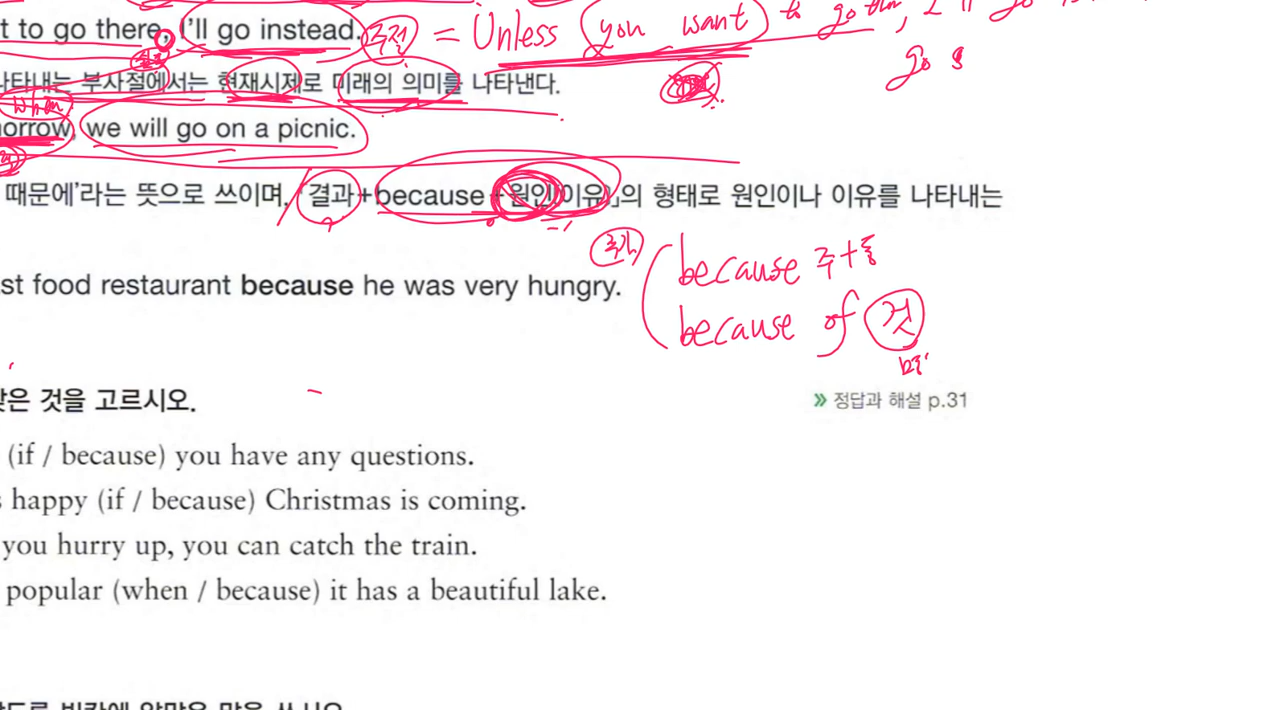 t to go there, I'll go instead. 주절 = Unless you want to go there, I'll go
go
나타내는 부사절에서는 현재시제로 미래의 의미를 나타낸다.
when
orrow, we will go on a picnic.
때문에'라는 뜻으로 쓰이며, 「결과+because+원인(이유)」의 형태로 원인이나 이유를 나타내는
because 주+동
st food restaurant because he was very hungry.
because of 것
명
맞은 것을 고르시오.
» 정답과 해설 p.31
(if / because) you have any questions.
s happy (if / because) Christmas is coming.
you hurry up, you can catch the train.
popular (when / because) it has a beautiful lake.